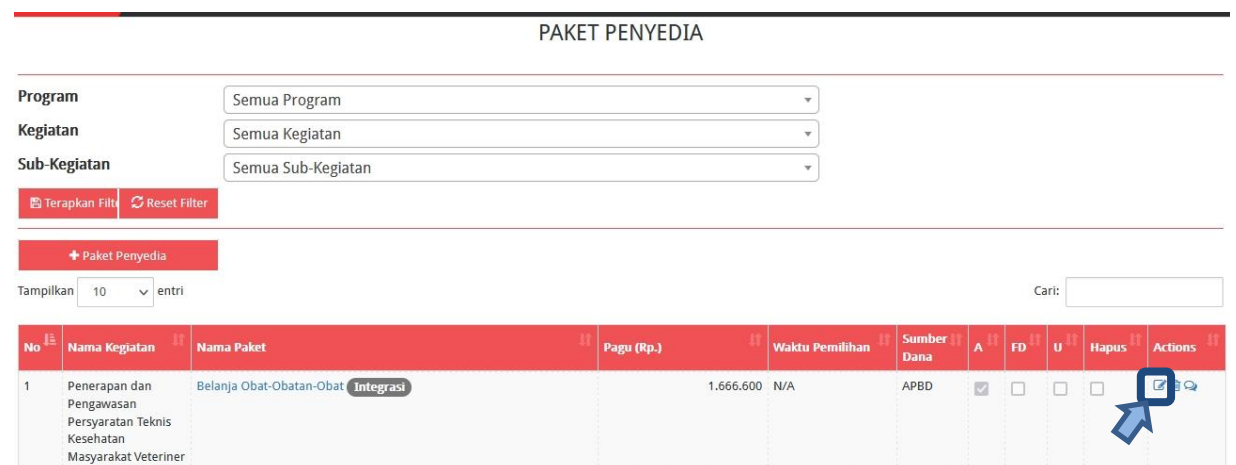 PAKET PENYEDIA
Program
Semua Program
Kegiatan
Semua Kegiatan
Sub-Kegiatan
Semua Sub-Kegiatan
Terapkan Filt
Reset Filter
+ Paket Penyedia
Tampilkan 10 entri
Cari:
No Nama Kegiatan Nama Paket Pagu (Rp.) Waktu Pemilihan Sumber Dana A FD U Hapus Actions
1 Penerapan dan Belanja Obat-Obatan-Obat Integrasi 1.666.600 N/A APBD
Pengawasan
Persyaratan Teknis
Kesehatan
Masyarakat Veteriner